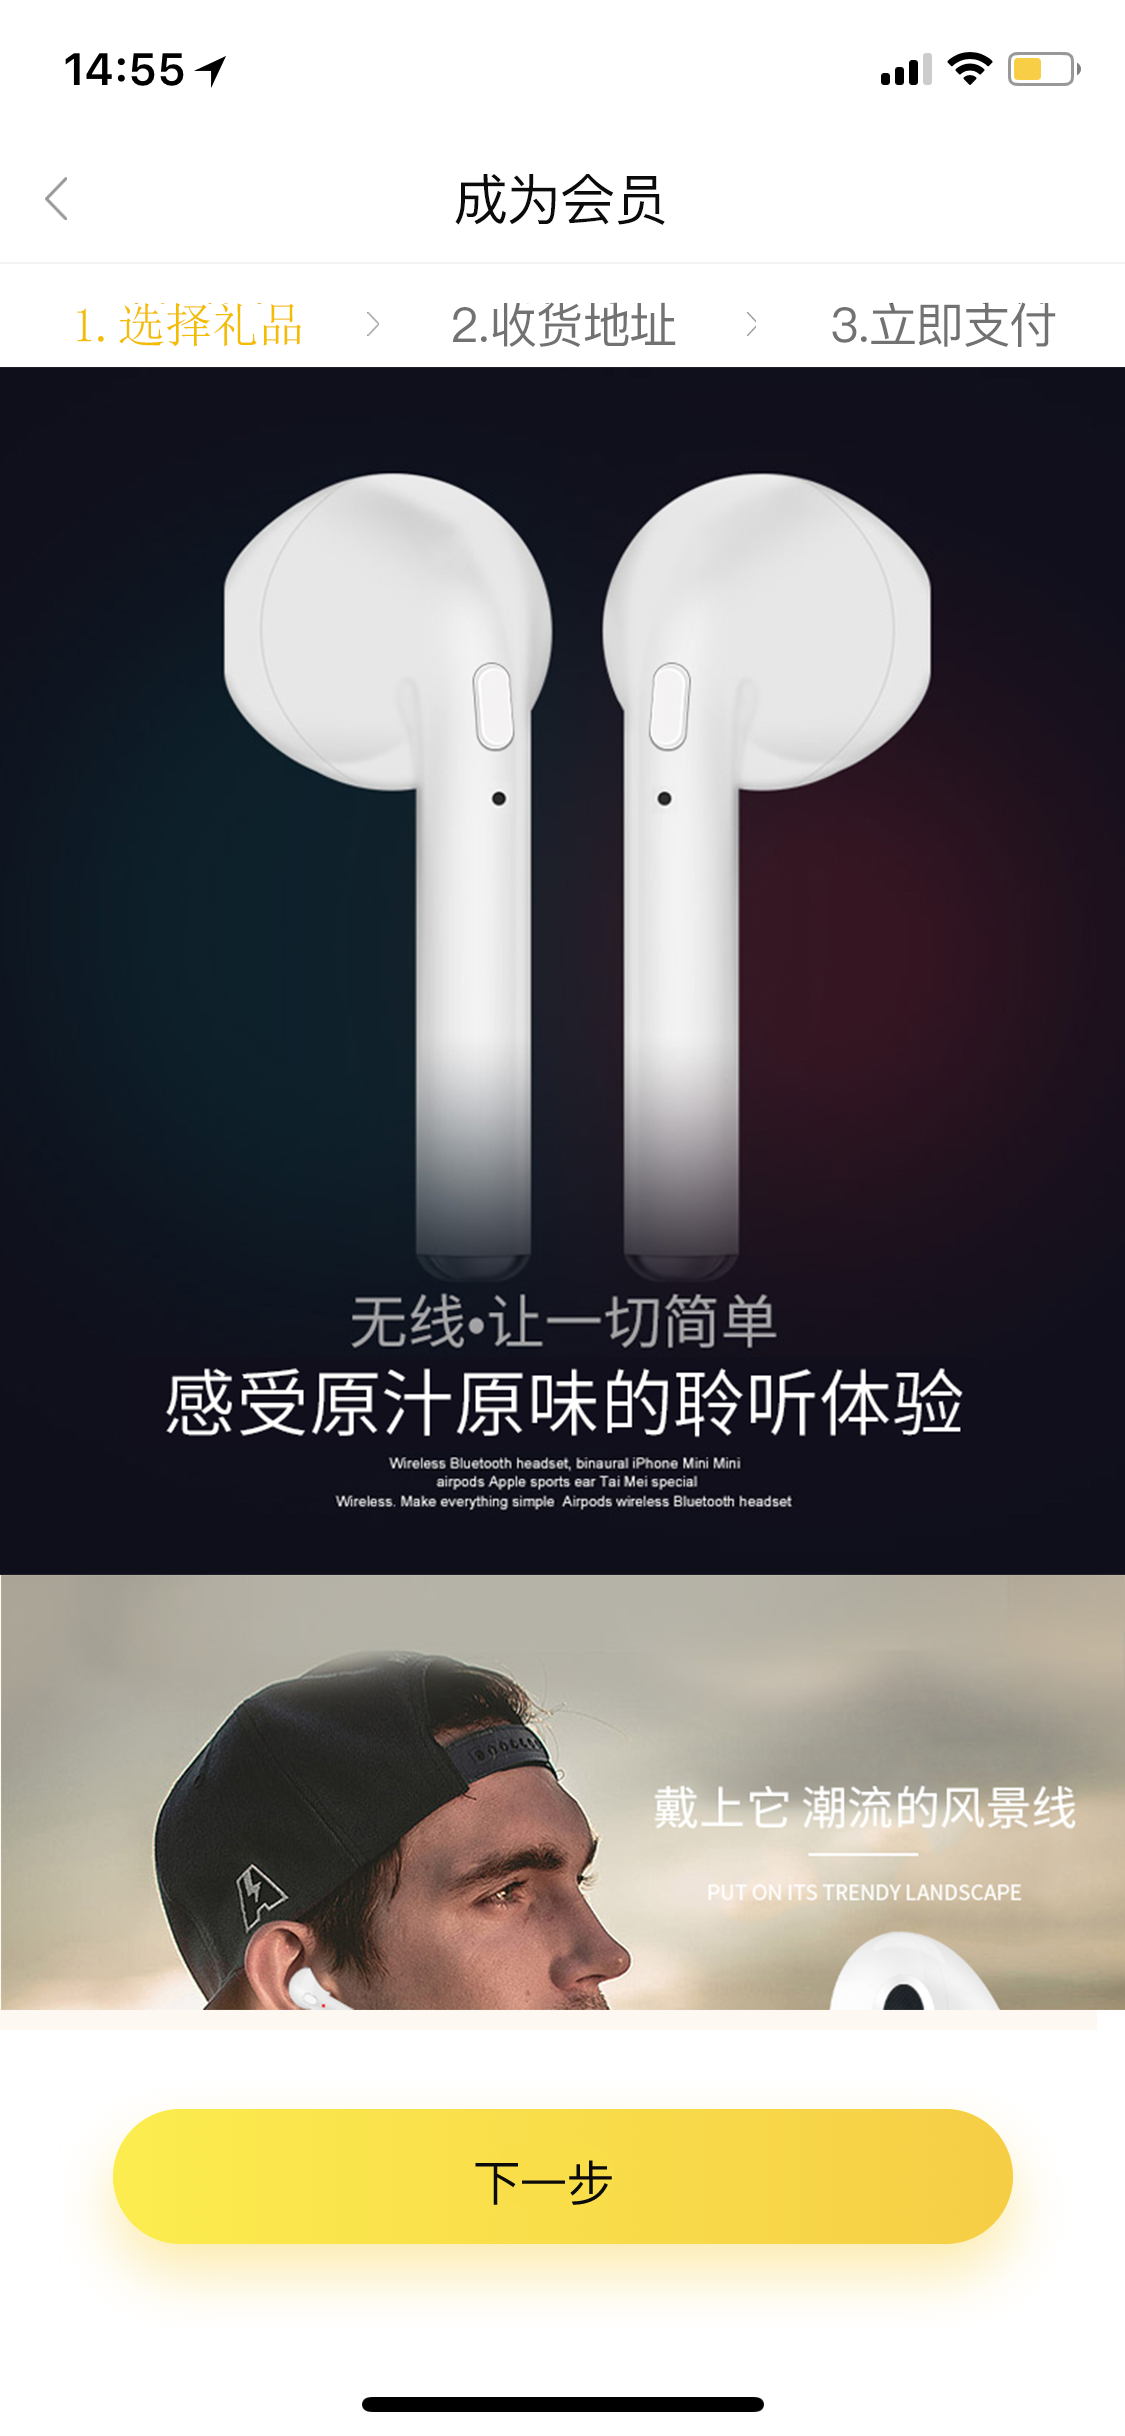 14:55
成为会员
1. 选择礼品
2.收货地址
3.立即支付
无线•让一切简单
感受原汁原味的聆听体验
Wireless Bluetooth headset, binaural iPhone Mini Mini
airpods Apple sports ear Tai Mei special
Wireless. Make everything simple Airpods wireless Bluetooth headset
戴上它 潮流的风景线
PUT ON ITS TRENDY LANDSCAPE
下一步